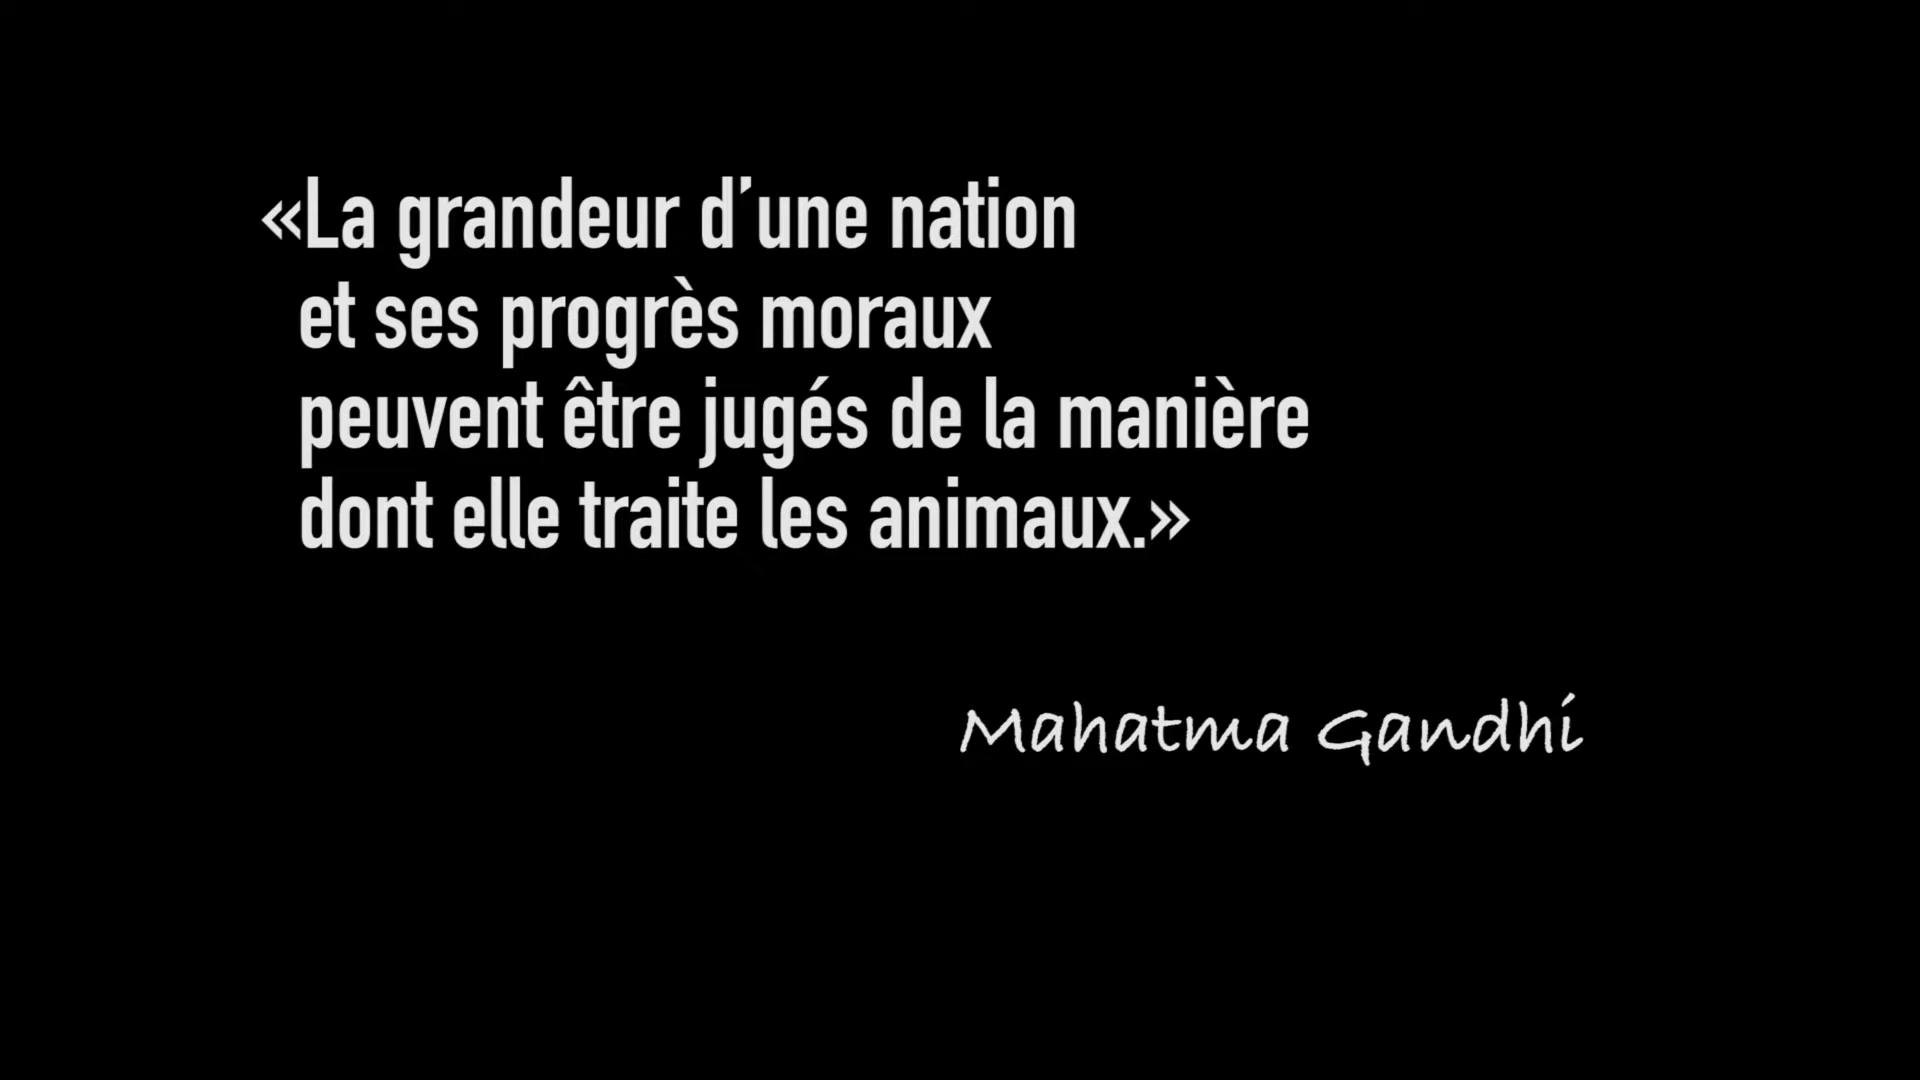 «La grandeur d’une nation
et ses progrès moraux
peuvent être jugés de la manière
dont elle traite les animaux.»
Mahatma Gandhi